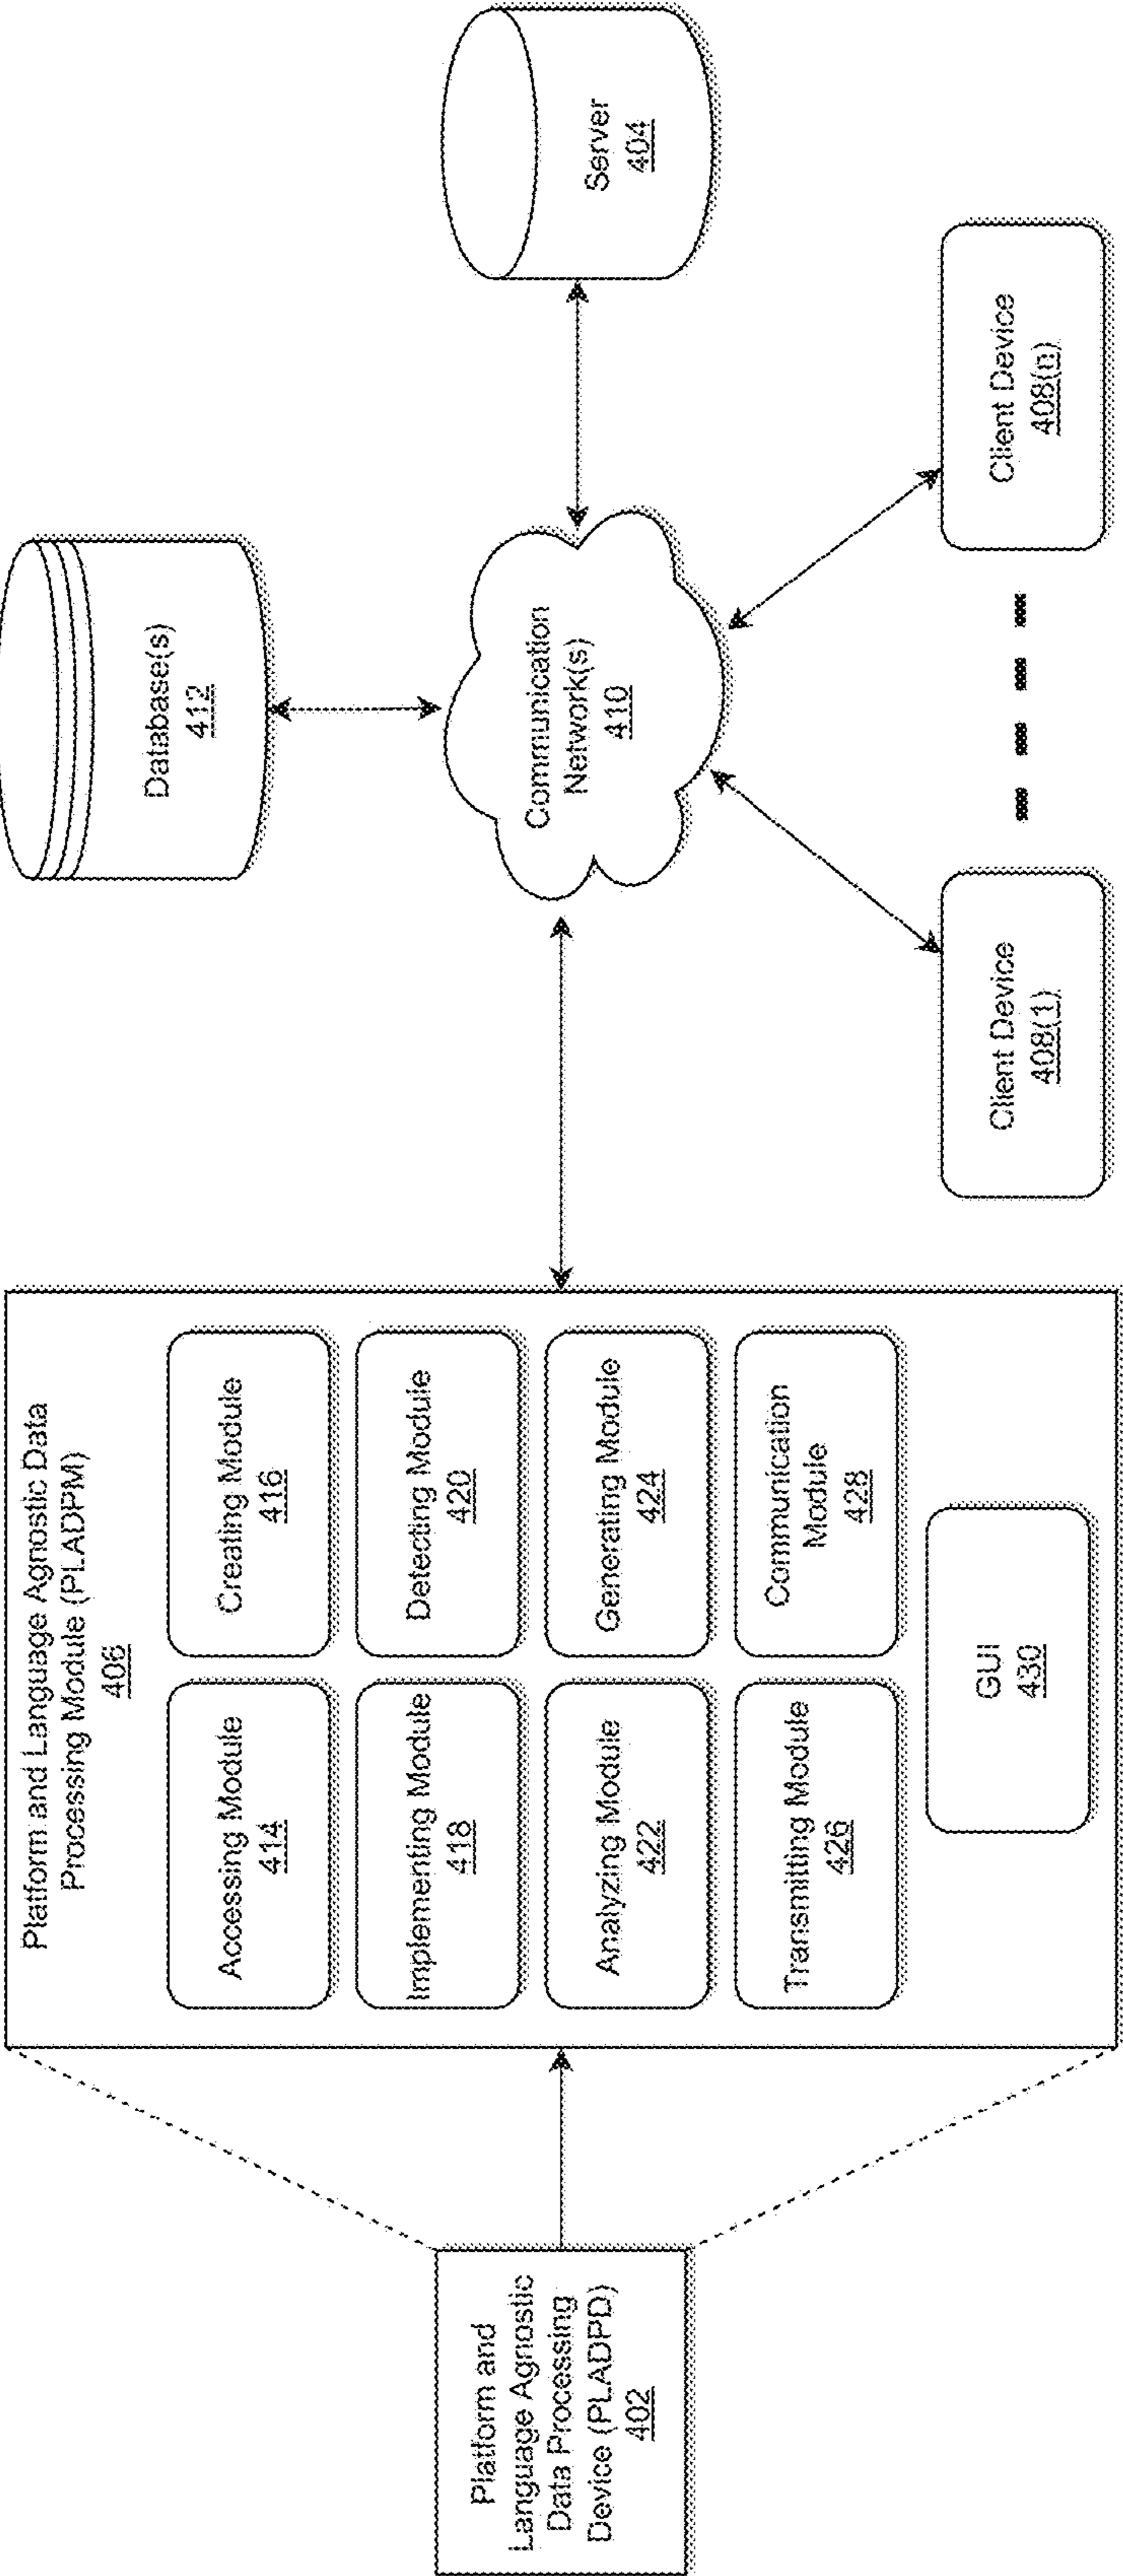 Platform and
Language Agnostic
Data Processing
Device (PLADPD)
402
Platform and Language Agnostic Data
Processing Module (PLADPM)
406
Accessing Module
414
Creating Module
416
Implementing Module
418
Detecting Module
420
Analyzing Module
422
Generating Module
424
Transmitting Module
426
Communication
Module
428
GUI
430
Database(s)
412
Communication
Network(s)
410
Server
404
Client Device
408(1)
Client Device
408(n)